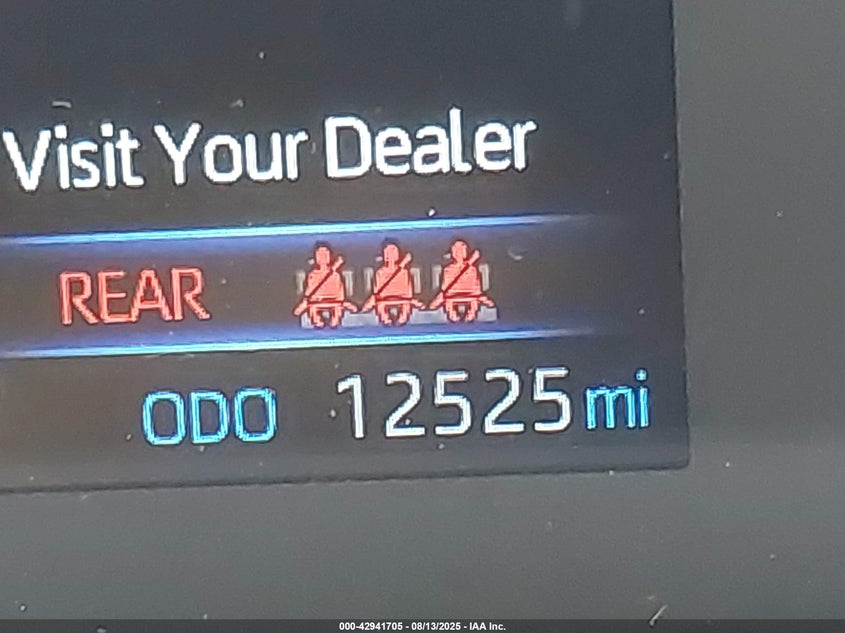 Visit Your Dealer
REAR
ODO 12525 mi
000-42941705 - 08/13/2025 - IAA Inc.